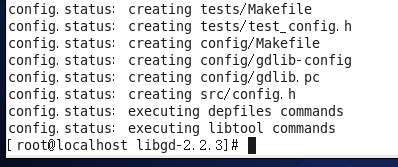 config.status: creating tests/Makefile
config.status: creating tests/test_config.h
config.status: creating config/Makefile
config.status: creating config/gdlib-config
config.status: creating config/gdlib.pc
config.status: creating src/config.h
config.status: executing depfiles commands
config.status: executing libtool commands
[root@localhost libgd-2.2.3]#